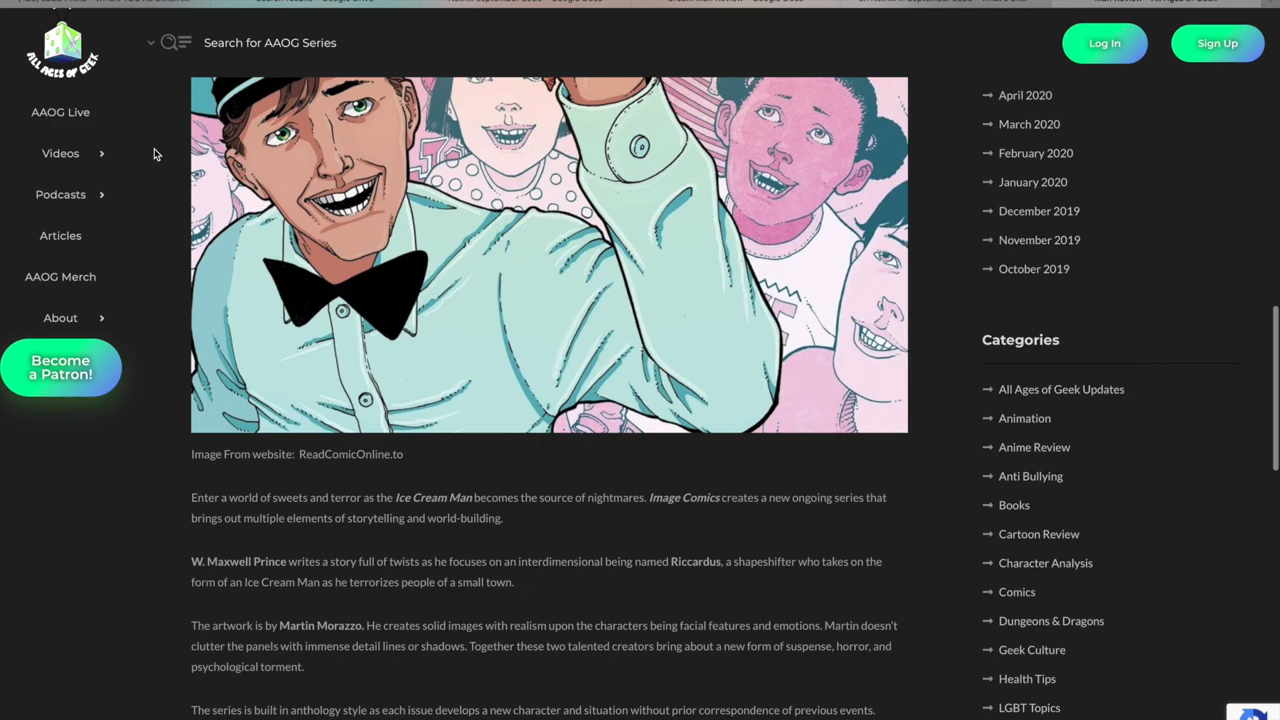 ALL AGES OF GEEK
Search for AAOG Series
Log In
Sign Up
AAOG Live
Videos
Podcasts
Articles
AAOG Merch
About
Become
a Patron!
Image From website: ReadComicOnline.to
Enter a world of sweets and terror as the Ice Cream Man becomes the source of nightmares. Image Comics creates a new ongoing series that
brings out multiple elements of storytelling and world-building.
W. Maxwell Prince writes a story full of twists as he focuses on an interdimensional being named Riccardus, a shapeshifter who takes on the
form of an Ice Cream Man as he terrorizes people of a small town.
The artwork is by Martin Morazzo. He creates solid images with realism upon the characters being facial features and emotions. Martin doesn't
clutter the panels with immense detail lines or shadows. Together these two talented creators bring about a new form of suspense, horror, and
psychological torment.
The series is built in anthology style as each issue develops a new character and situation without prior correspondence of previous events.
April 2020
March 2020
February 2020
January 2020
December 2019
November 2019
October 2019
Categories
All Ages of Geek Updates
Animation
Anime Review
Anti Bullying
Books
Cartoon Review
Character Analysis
Comics
Dungeons & Dragons
Geek Culture
Health Tips
LGBT Topics